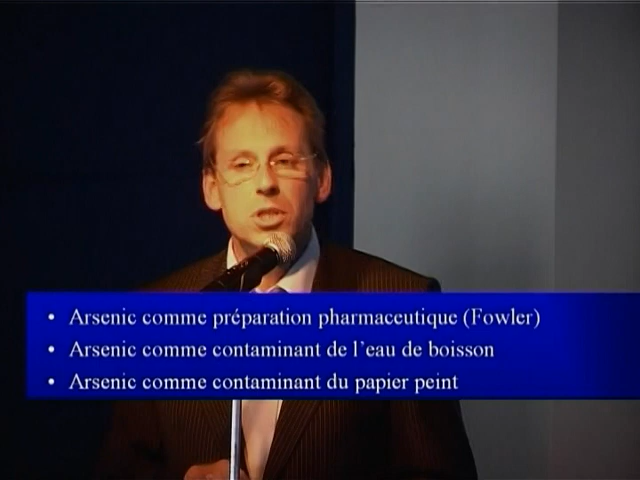 • Arsenic comme préparation pharmaceutique (Fowler)
• Arsenic comme contaminant de l'eau de boisson
• Arsenic comme contaminant du papier peint